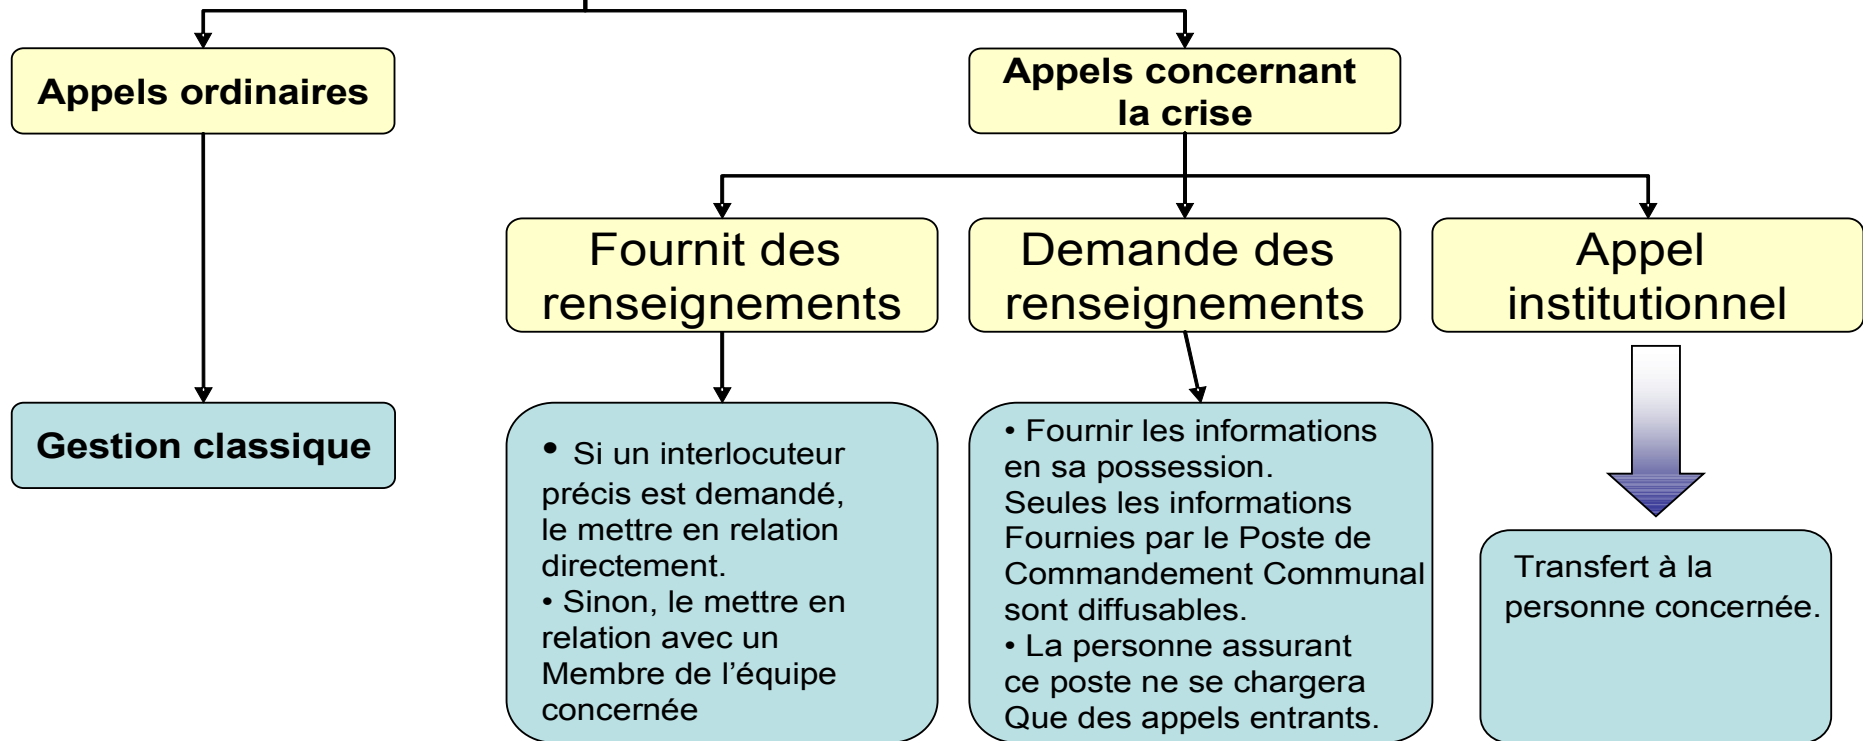 Appels ordinaires
Appels concernant
la crise
Fournit des
renseignements
Demande des
renseignements
Appel
institutionnel
Gestion classique
• Si un interlocuteur
précis est demandé,
le mettre en relation
directement.
• Sinon, le mettre en
relation avec un
Membre de l’équipe
concernée
• Fournir les informations
en sa possession.
Seules les informations
Fournies par le Poste de
Commandement Communal
sont diffusables.
• La personne assurant
ce poste ne se chargera
Que des appels entrants.
Transfert à la
personne concernée.